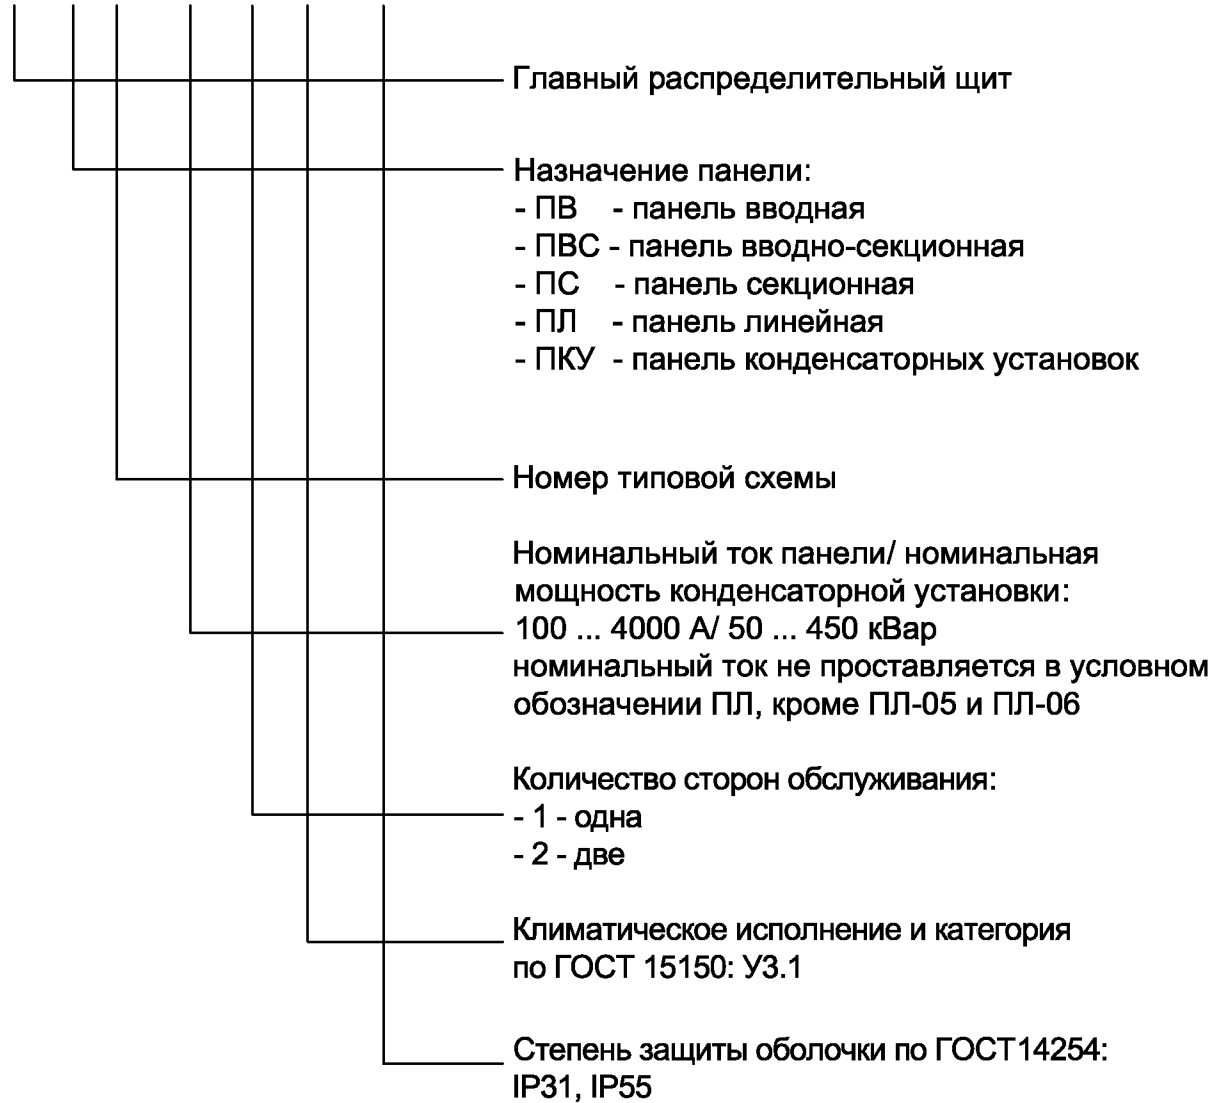 Главный распределительный щит
Назначение панели:
- ПВ - панель вводная
- ПВС - панель вводно-секционная
- ПС - панель секционная
- ПЛ - панель линейная
- ПКУ - панель конденсаторных установок
Номер типовой схемы
Номинальный ток панели/ номинальная
мощность конденсаторной установки:
100 ... 4000 А/ 50 ... 450 кВар
номинальный ток не проставляется в условном
обозначении ПЛ, кроме ПЛ-05 и ПЛ-06
Количество сторон обслуживания:
- 1 - одна
- 2 - две
Климатическое исполнение и категория
по ГОСТ 15150: У3.1
Степень защиты оболочки по ГОСТ14254:
IP31, IP55